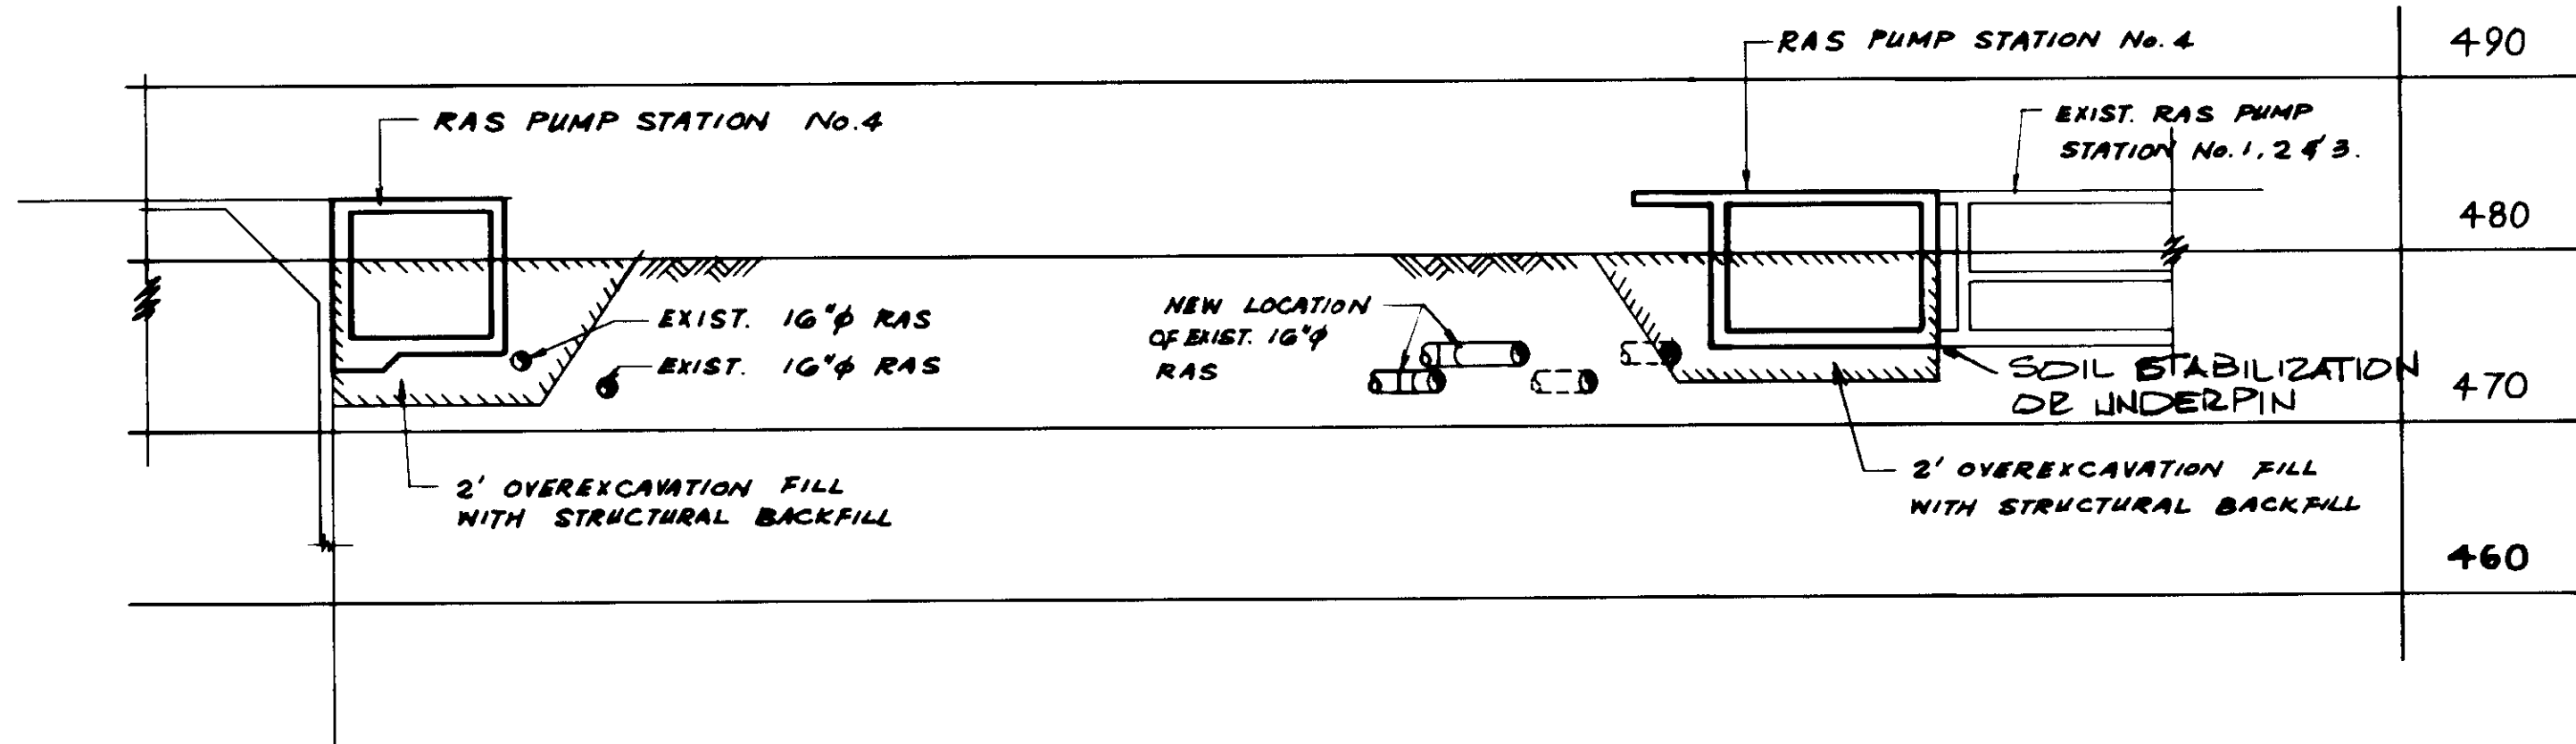 RAS PUMP STATION No.4
490
RAS PUMP STATION No.4
EXIST. RAS PUMP
STATION No.1, 2 & 3.
480
EXIST. 16"φ RAS
EXIST. 16"φ RAS
NEW LOCATION
OF EXIST. 16"φ
RAS
SOIL STABILIZATION
OR UNDERPIN
470
2' OVEREXCAVATION FILL
WITH STRUCTURAL BACKFILL
2' OVEREXCAVATION FILL
WITH STRUCTURAL BACKFILL
460